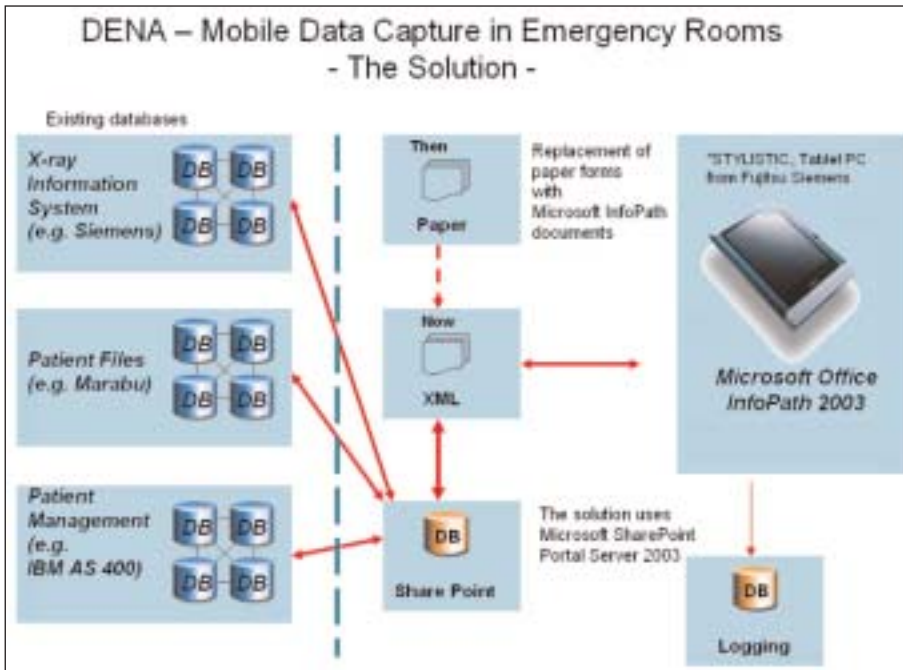 DENA – Mobile Data Capture in Emergency Rooms
- The Solution -
Existing databases
X-ray
Information
System
(e.g. Siemens)
DB DB
DB DB
Patient Files
(e.g. Marabu)
DB DB
DB DB
Patient
Management
(e.g.
IBM AS 400)
DB DB
DB DB
Then
Paper
Replacement of
paper forms
with
Microsoft InfoPath
documents
Now
XML
DB
Share Point
The solution uses
Microsoft SharePoint
Portal Server 2003
"STYLISTIC, Tablet PC
from Fujitsu Siemens
Microsoft Office
InfoPath 2003
DB
Logging